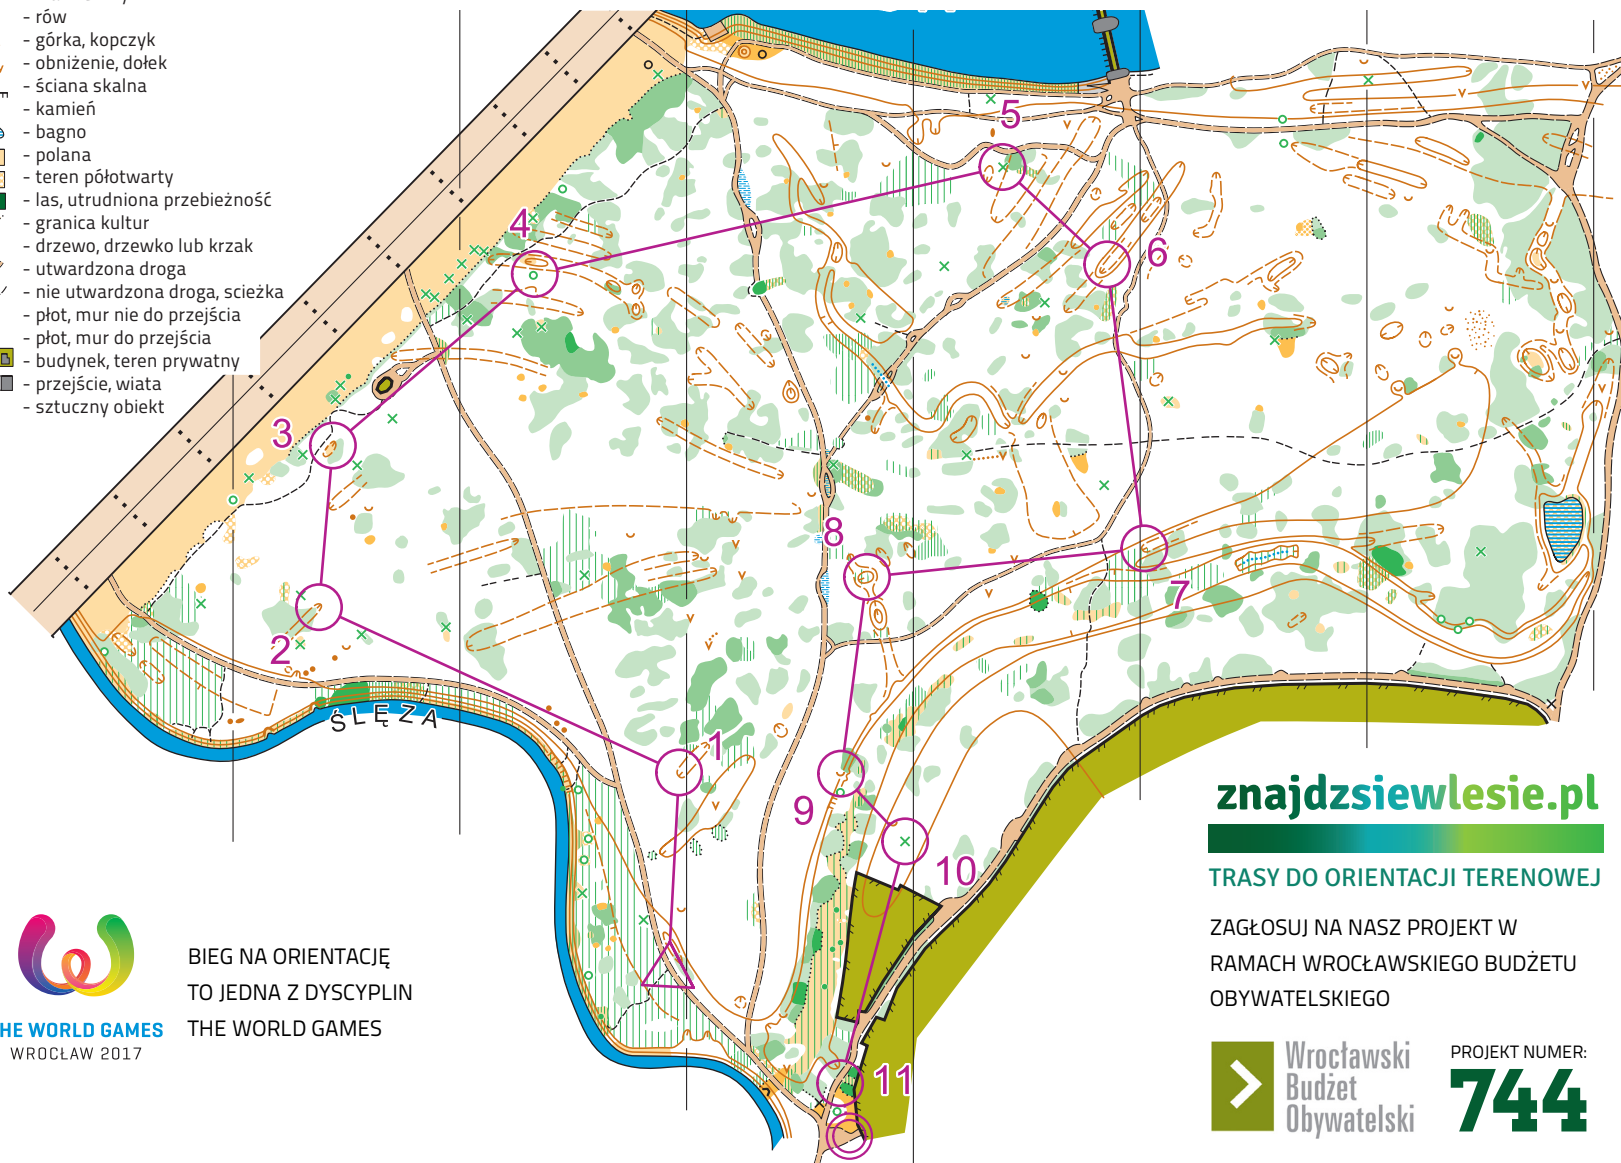 - rów
- górka, kopczyk
- obniżenie, dołek
- ściana skalna
- kamień
- bagno
- polana
- teren półotwarty
- las, utrudniona przebieżność
- granica kultur
- drzewo, drzewko lub krzak
- utwardzona droga
- nie utwardzona droga, scieżka
- płot, mur nie do przejścia
- płot, mur do przejścia
- budynek, teren prywatny
- przejście, wiata
- sztuczny obiekt
5
4
6
3
8
7
2
ŚLĘZA
1
9
10
11
znajdzsiewlesie.pl
TRASY DO ORIENTACJI TERENOWEJ
ZAGŁOSUJ NA NASZ PROJEKT W
RAMACH WROCŁAWSKIEGO BUDŻETU
OBYWATELSKIEGO
BIEG NA ORIENTACJĘ
TO JEDNA Z DYSCYPLIN
THE WORLD GAMES
HE WORLD GAMES
WROCŁAW 2017
Wrocławski
Budżet
Obywatelski
PROJEKT NUMER:
744